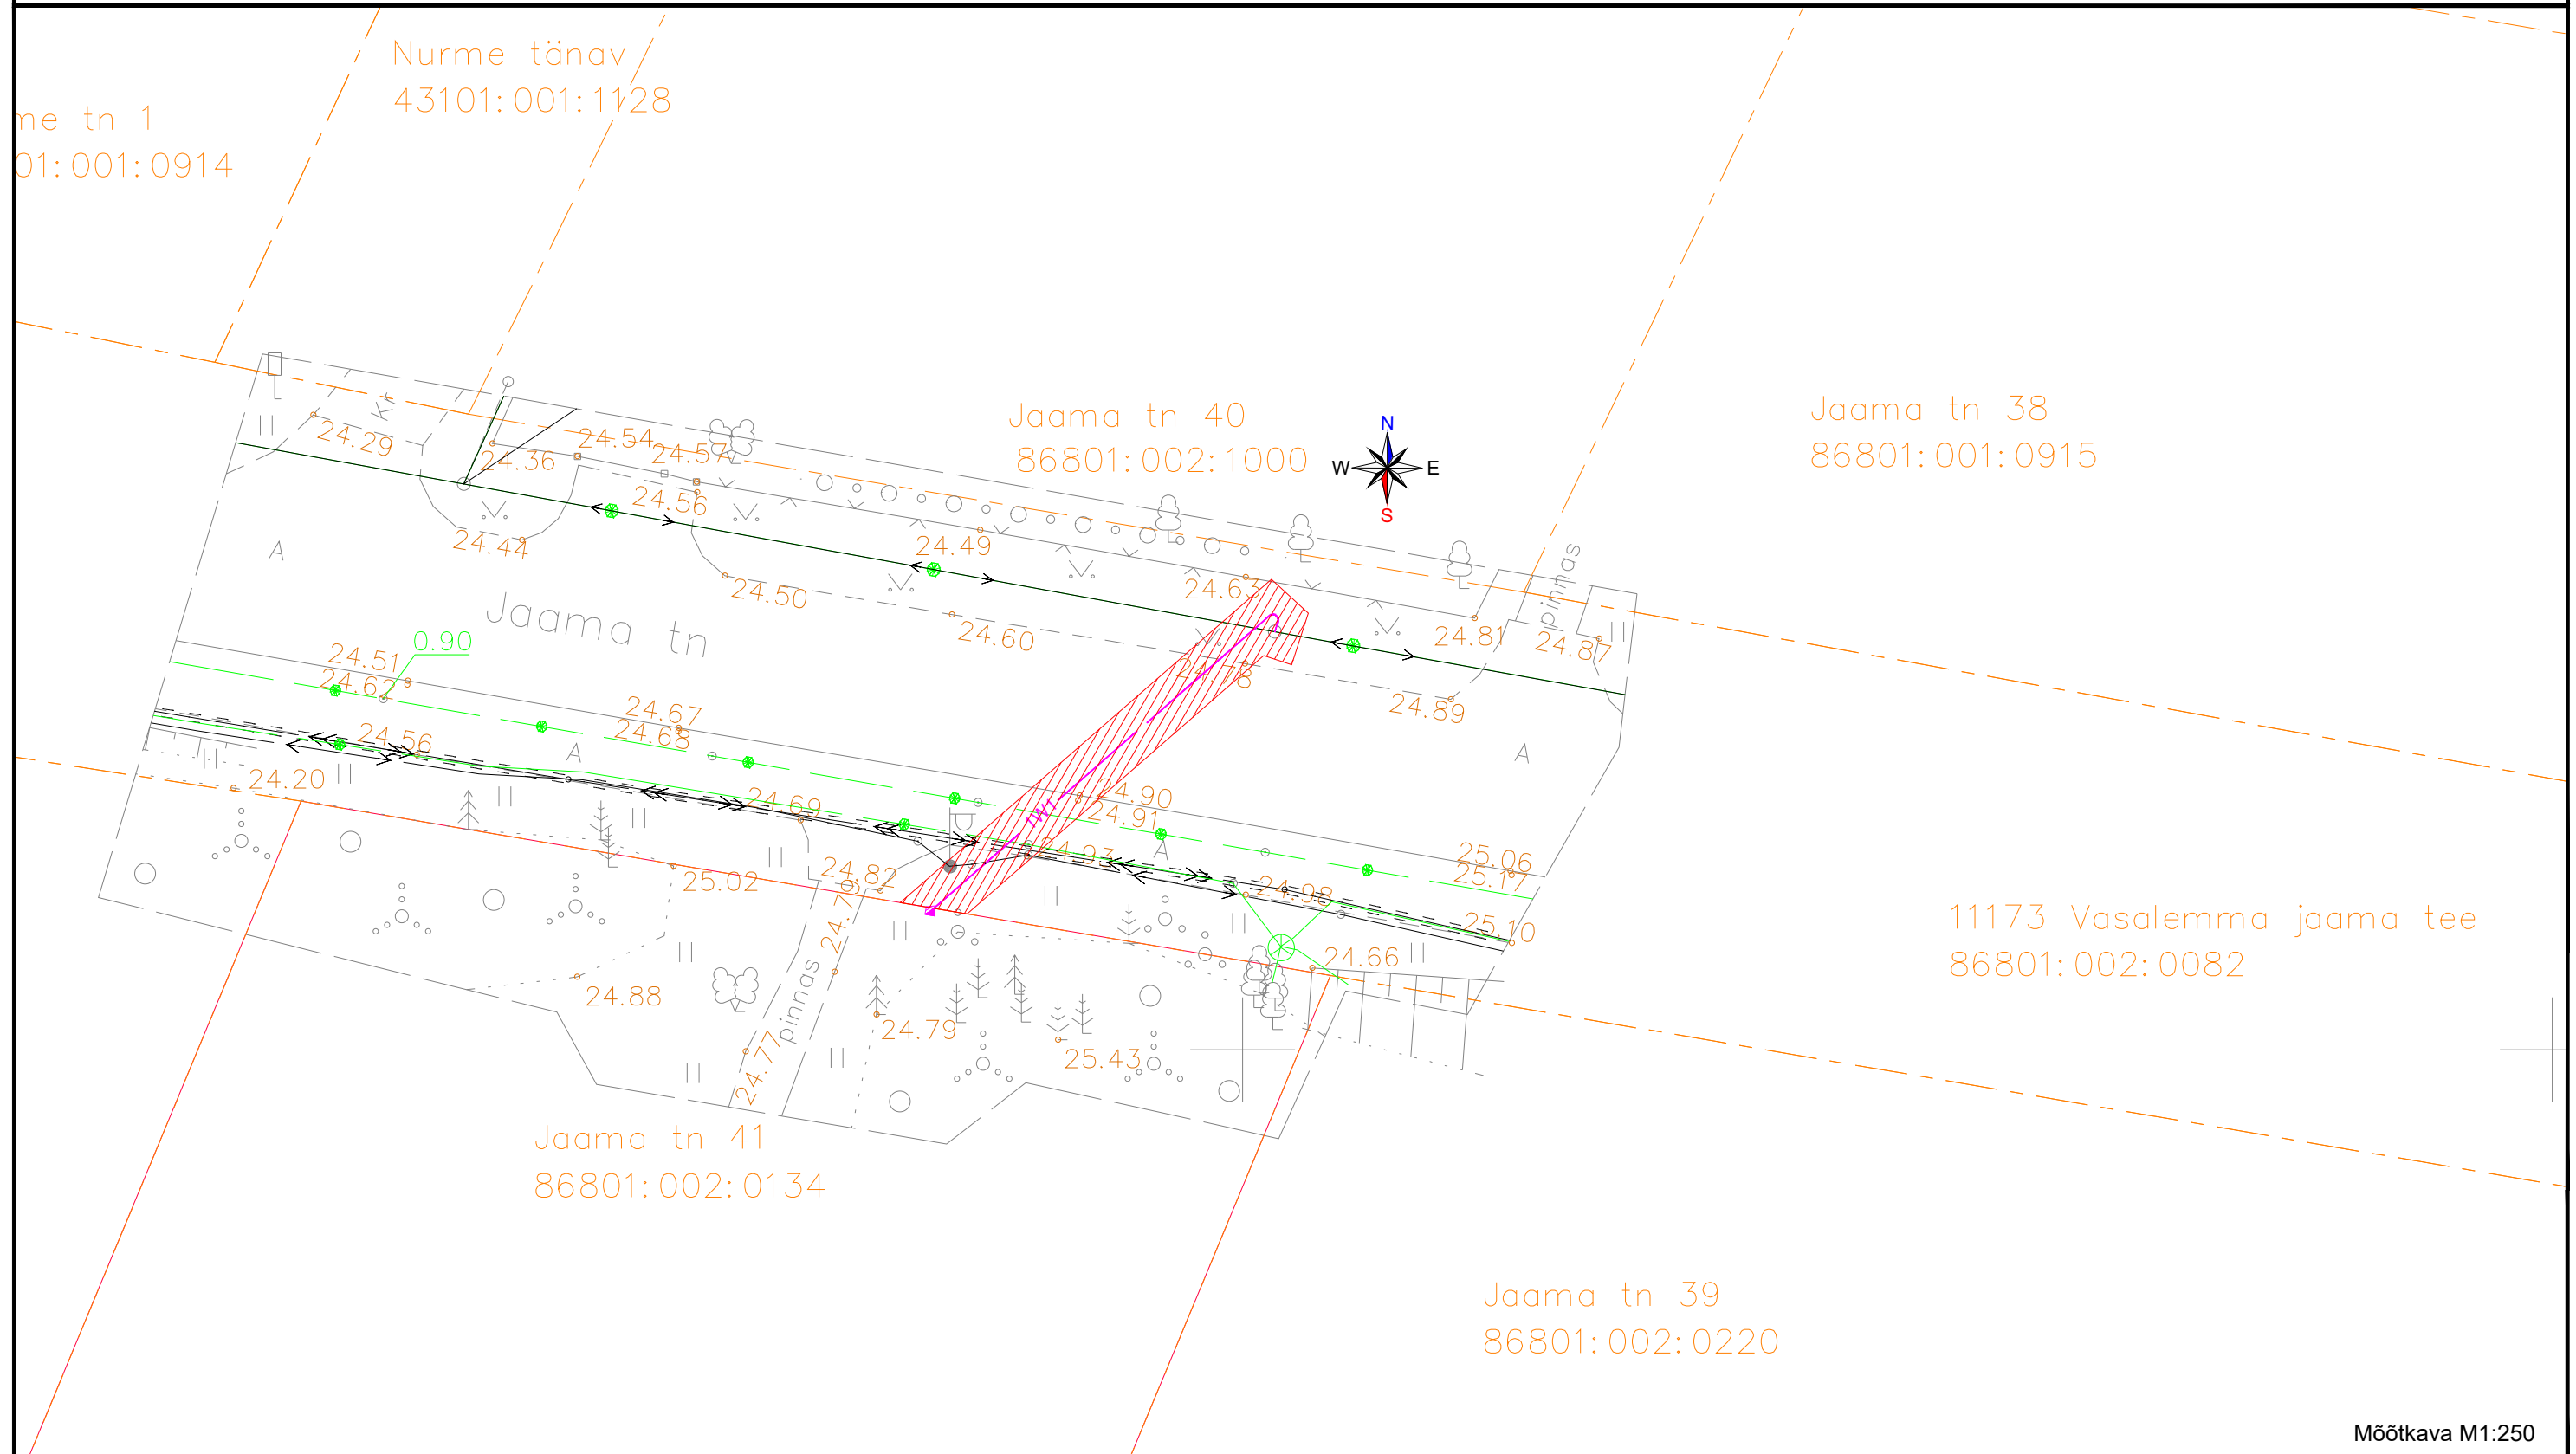 Nurme tänav
43101:001:1128
me tn 1
01:001:0914
Jaama tn 40
86801:002:1000
N
W
E
S
Jaama tn 38
86801:001:0915
Kr
24.29
24.36
24.54
24.57
24.56
24.44
24.49
24.50
24.60
24.63
24.78
24.81
24.87
24.89
pinnas
A
Jaama tn
0.90
24.51
24.62
24.67
24.68
24.56
A
24.20
24.69
1W1
24.90
24.91
A
A
24.93
25.02
24.82
24.79
25.06
25.17
24.98
25.10
24.66
11173 Vasalemma jaama tee
86801:002:0082
24.88
pinnas
24.77
24.79
25.43
Jaama tn 41
86801:002:0134
Jaama tn 39
86801:002:0220
Mõõtkava M1:250